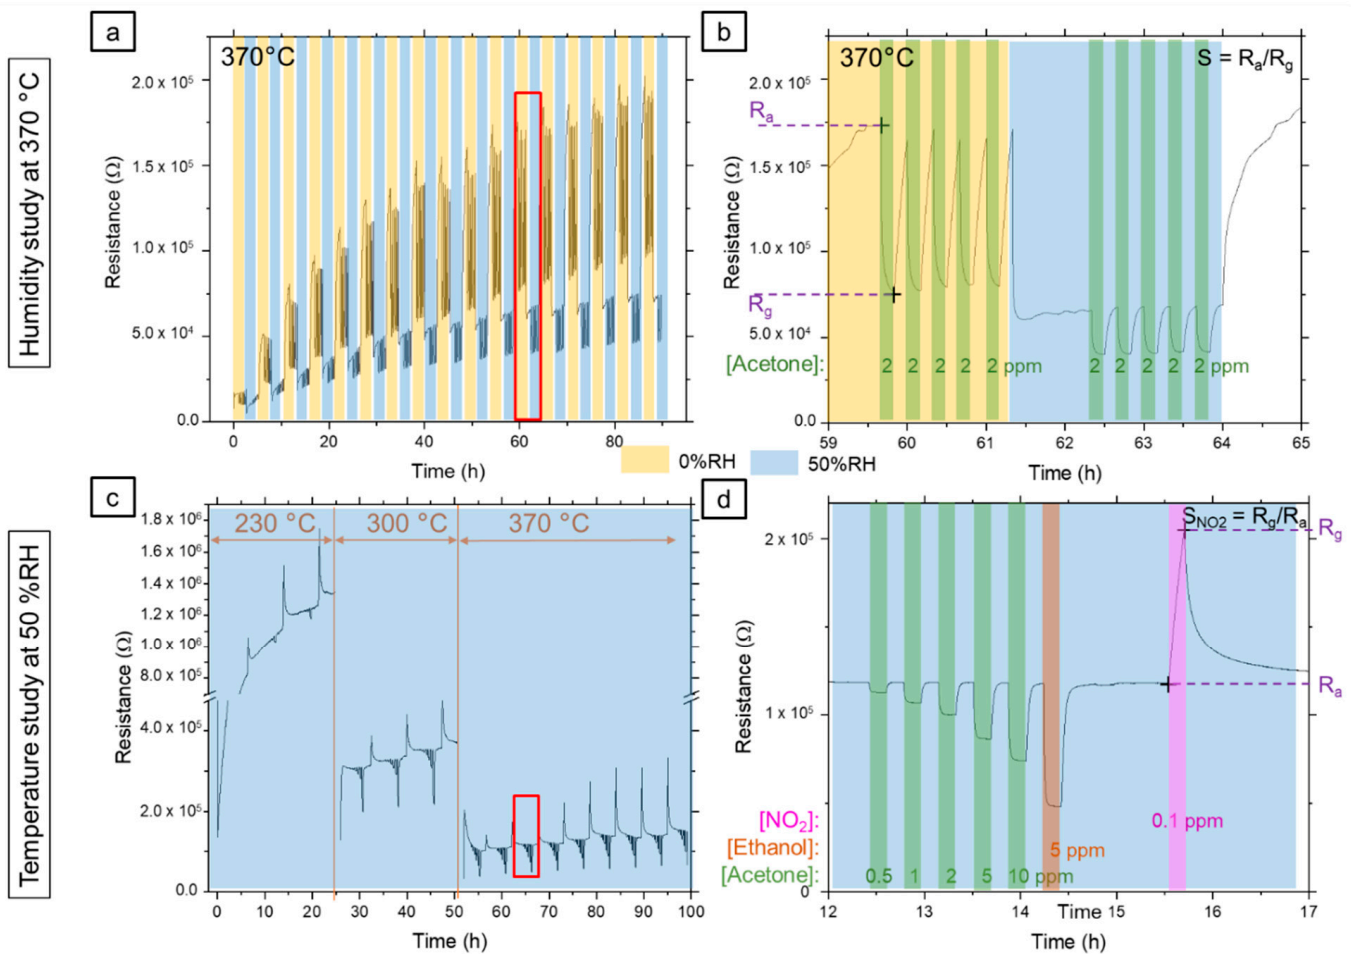 Humidity study at 370 °C
a
370°C
2.0 x 10⁵
1.5 x 10⁵
1.0 x 10⁵
5.0 x 10⁴
0.0
Resistance (Ω)
0 20 40 60 80
Time (h)
b
370°C
S = Rₐ/R_g
2.0 x 10⁵
Rₐ
1.5 x 10⁵
1.0 x 10⁵
R_g
5.0 x 10⁴
[Acetone]: 2 2 2 2 2 ppm 2 2 2 2 2 ppm
0.0
Resistance (Ω)
59 60 61 62 63 64 65
Time (h)
0%RH 50%RH
Temperature study at 50 %RH
c
230 °C 300 °C 370 °C
1.8 x 10⁶
1.6 x 10⁶
1.4 x 10⁶
1.2 x 10⁶
1.0 x 10⁶
8.0 x 10⁵
4.0 x 10⁵
2.0 x 10⁵
0.0
Resistance (Ω)
0 10 20 30 40 50 60 70 80 90 100
Time (h)
d
S_NO2 = R_g/Rₐ
R_g
2 x 10⁵
Rₐ
1 x 10⁵
Resistance (Ω)
[NO₂]: 0.1 ppm
[Ethanol]: 5 ppm
[Acetone]: 0.5 1 2 5 10 ppm
0
12 13 14 15 16 17
Time (h)
Time (h)